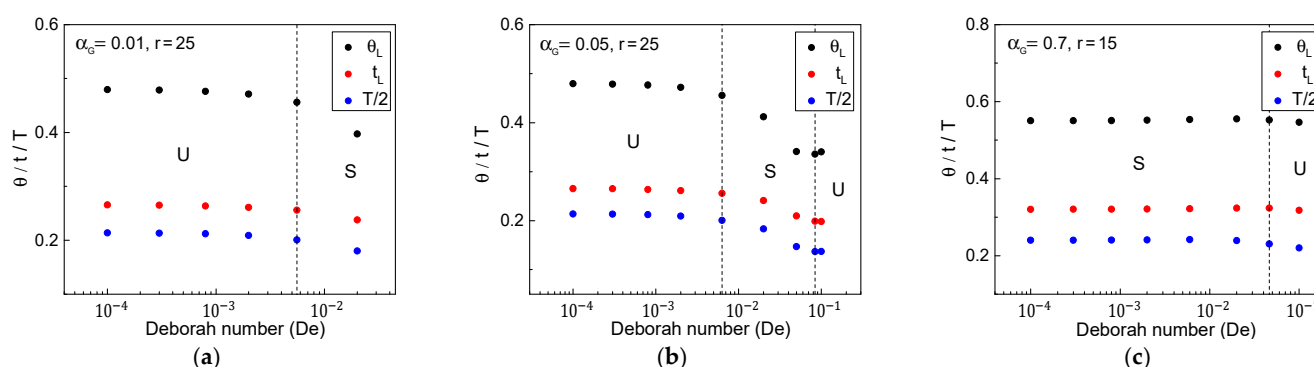 0.6
α_G = 0.01, r = 25
θ_L
t_L
T/2
0.4
0.2
θ / t / T
U
S
10⁻⁴
10⁻³
10⁻²
Deborah number (De)
(a)
0.6
α_G = 0.05, r = 25
θ_L
t_L
T/2
0.4
0.2
θ / t / T
U
S
U
10⁻⁴
10⁻³
10⁻²
10⁻¹
Deborah number (De)
(b)
0.8
α_G = 0.7, r = 15
θ_L
t_L
T/2
0.6
0.4
0.2
θ / t / T
S
U
10⁻⁴
10⁻³
10⁻²
Deborah number (De)
(c)